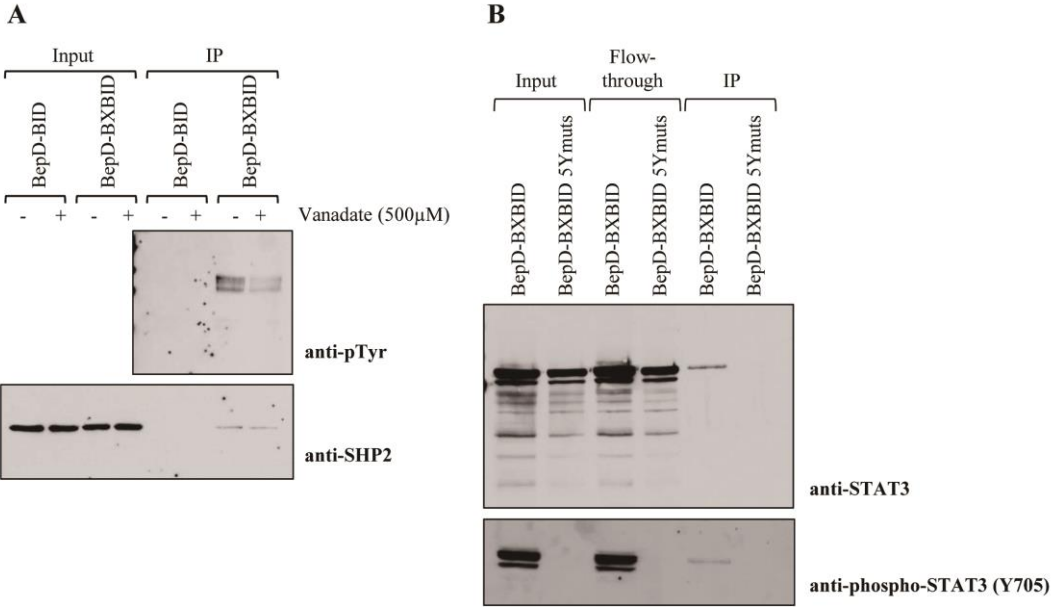 A
Input
IP
BepD-BID
BepD-BXBID
BepD-BID
BepD-BXBID
- + - + - + - + Vanadate (500µM)
anti-pTyr
anti-SHP2
B
Flow-
through
Input
IP
BepD-BXBID
BepD-BXBID 5Ymuts
BepD-BXBID
BepD-BXBID 5Ymuts
BepD-BXBID
BepD-BXBID 5Ymuts
anti-STAT3
anti-phospho-STAT3 (Y705)